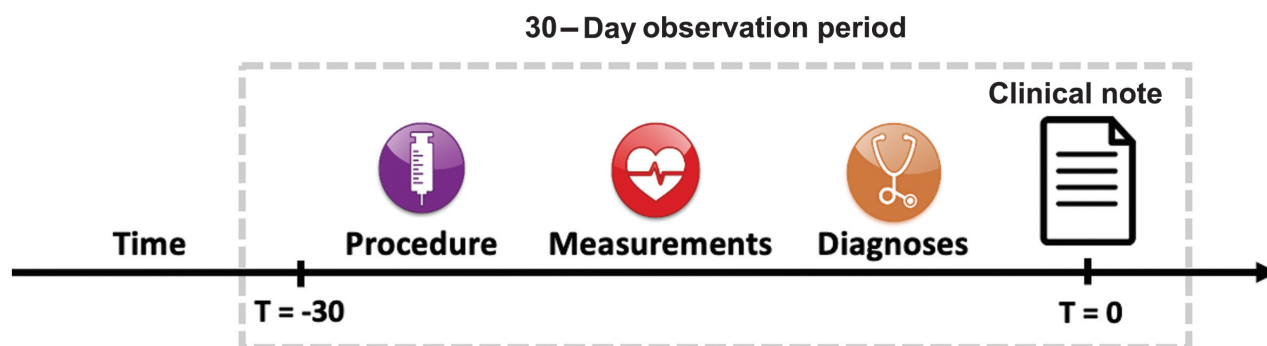 30–Day observation period
Clinical note
Time
Procedure
Measurements
Diagnoses
T = -30
T = 0